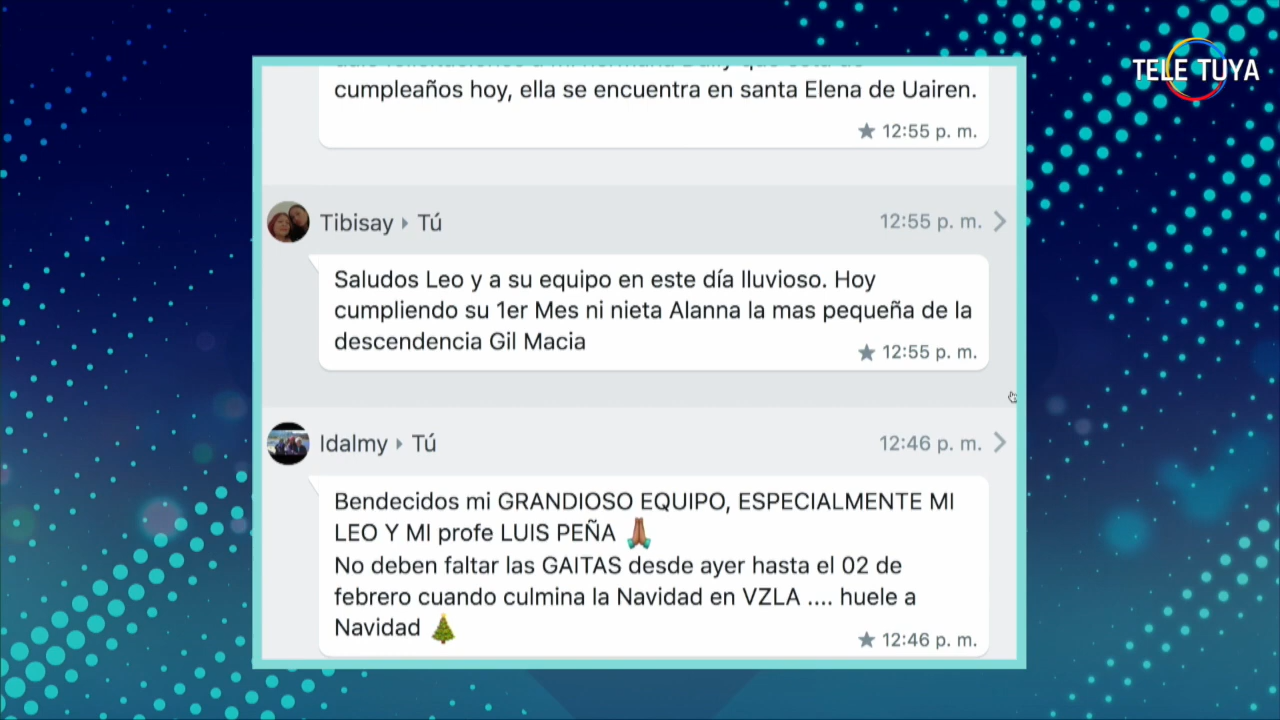 TELE TUYA
cumpleaños hoy, ella se encuentra en santa Elena de Uairen.
12:55 p. m.
Tibisay Tú
12:55 p. m.
Saludos Leo y a su equipo en este día lluvioso. Hoy
cumpliendo su 1er Mes ni nieta Alanna la mas pequeña de la
descendencia Gil Macia
12:55 p. m.
Idalmy Tú
12:46 p. m.
Bendecidos mi GRANDIOSO EQUIPO, ESPECIALMENTE MI
LEO Y MI profe LUIS PEÑA 🙏🏾
No deben faltar las GAITAS desde ayer hasta el 02 de
febrero cuando culmina la Navidad en VZLA .... huele a
Navidad 🎄
12:46 p. m.